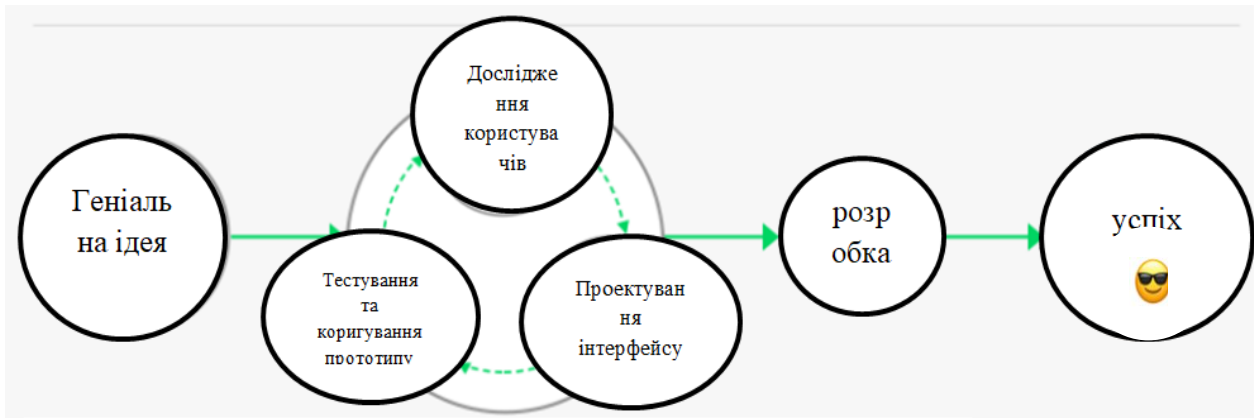 Геніаль
на ідея
Дослідже
ння
користува
чів
Тестування
та
коригування
прототипу
Проектуван
ня
інтерфейсу
розр
обка
успіх